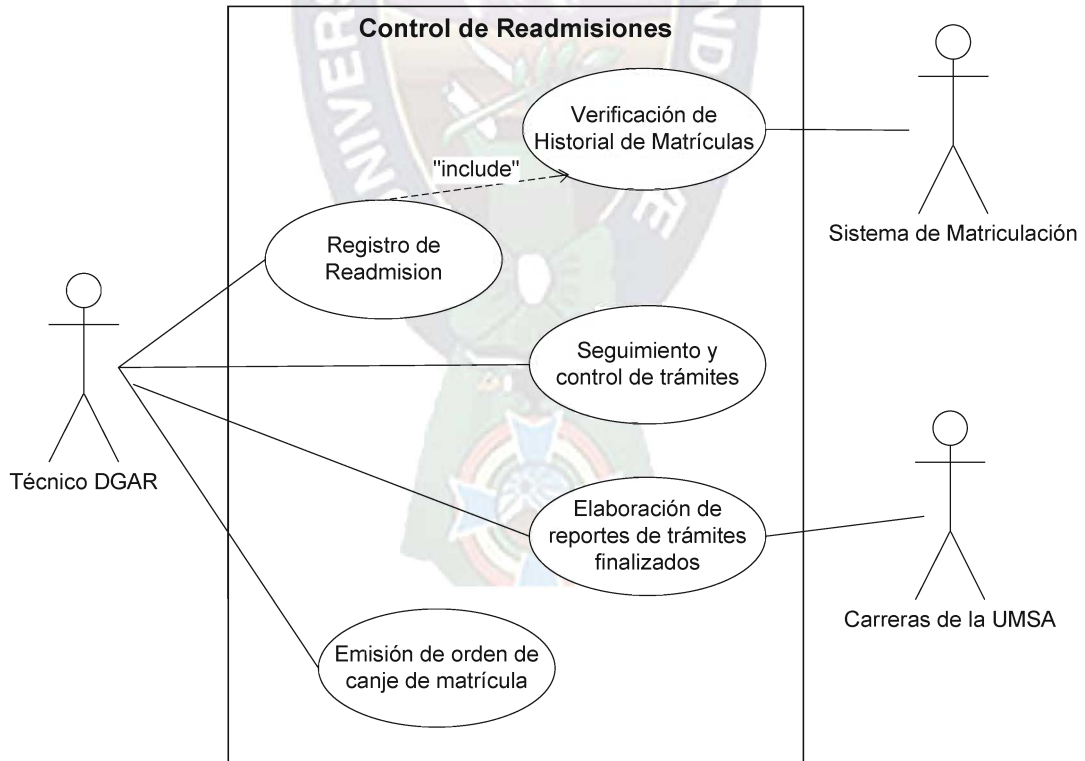 Control de Readmisiones
Verificación de
Historial de Matrículas
"include"
Registro de
Readmision
Sistema de Matriculación
Seguimiento y
control de trámites
Técnico DGAR
Elaboración de
reportes de trámites
finalizados
Carreras de la UMSA
Emisión de orden de
canje de matrícula